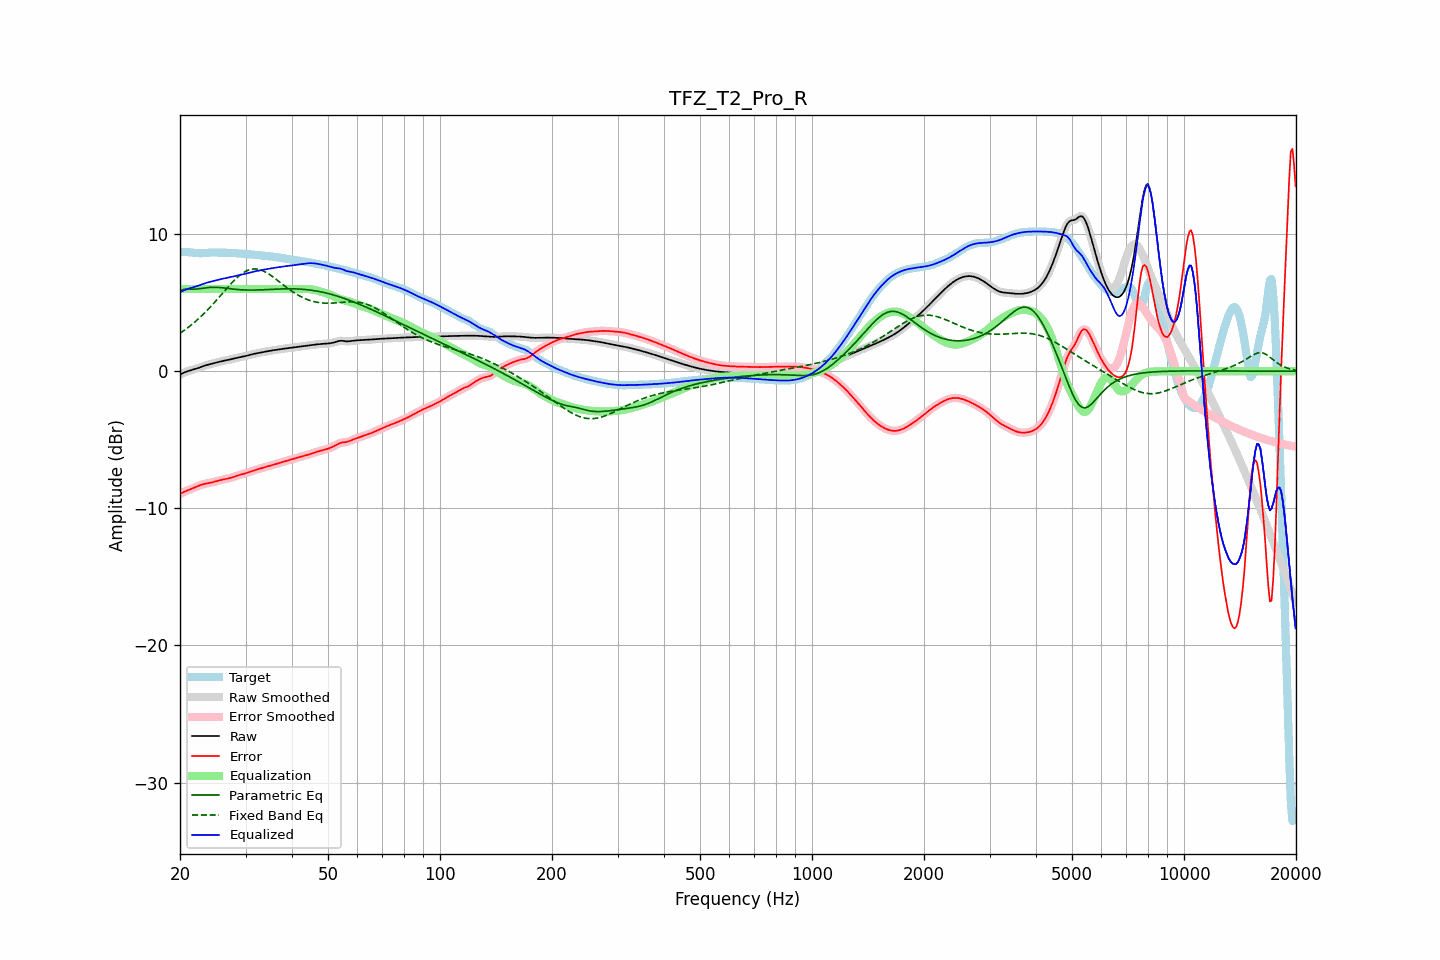 TFZ_T2_Pro_R
Amplitude (dBr)
10
0
−10
−20
−30
Target
Raw Smoothed
Error Smoothed
Raw
Error
Equalization
Parametric Eq
Fixed Band Eq
Equalized
20 50 100 200 500 1000 2000 5000 10000 20000
Frequency (Hz)